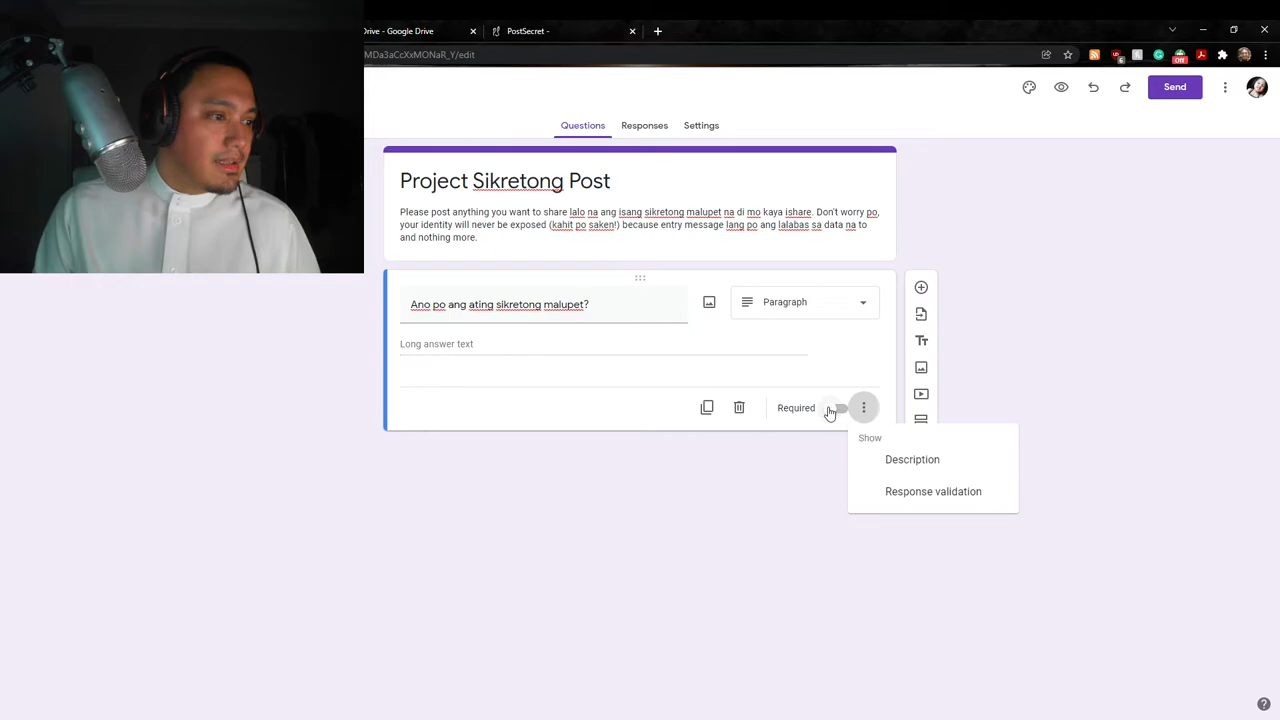 Drive - Google Drive
PostSecret -
MDa3aCcXxMONaR_Y/edit
Send
Questions
Responses
Settings
Project Sikretong Post
Please post anything you want to share lalo na ang isang sikretong malupet na di mo kaya ishare. Don't worry po,
your identity will never be exposed (kahit po saken!) because entry message lang po ang lalabas sa data na to
and nothing more.
Ano po ang ating sikretong malupet?
Paragraph
Long answer text
Required
Show
Description
Response validation